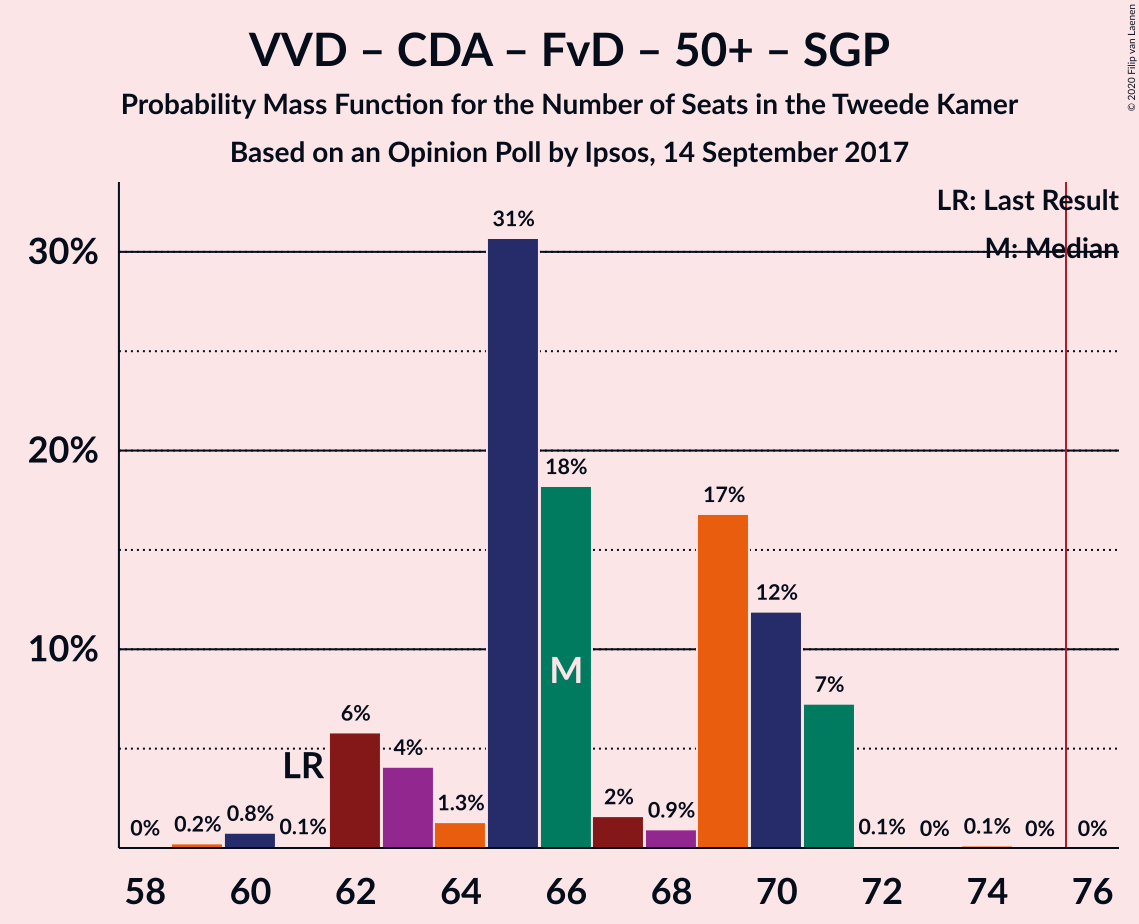 VVD – CDA – FvD – 50+ – SGP
Probability Mass Function for the Number of Seats in the Tweede Kamer
Based on an Opinion Poll by Ipsos, 14 September 2017
© 2020 Filip van Laenen
LR: Last Result
M: Median
30%
20%
10%
31%
18%
17%
12%
7%
6%
4%
LR
M
0% 0.2% 0.8% 0.1% 1.3% 2% 0.9% 0.1% 0% 0.1% 0% 0%
58 60 62 64 66 68 70 72 74 76